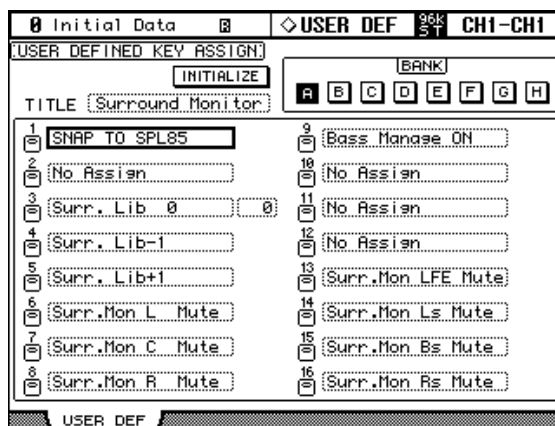 0 Initial Data R ◇USER DEF 96k ST CH1-CH1
USER DEFINED KEY ASSIGN
INITIALIZE
BANK
A B C D E F G H
TITLE Surround Monitor
1 SNAP TO SPL85
2 No Assign
3 Surr. Lib 0 0
4 Surr. Lib-1
5 Surr. Lib+1
6 Surr.Mon L Mute
7 Surr.Mon C Mute
8 Surr.Mon R Mute
9 Bass Manage ON
10 No Assign
11 No Assign
12 No Assign
13 Surr.Mon LFE Mute
14 Surr.Mon Ls Mute
15 Surr.Mon Bs Mute
16 Surr.Mon Rs Mute
USER DEF